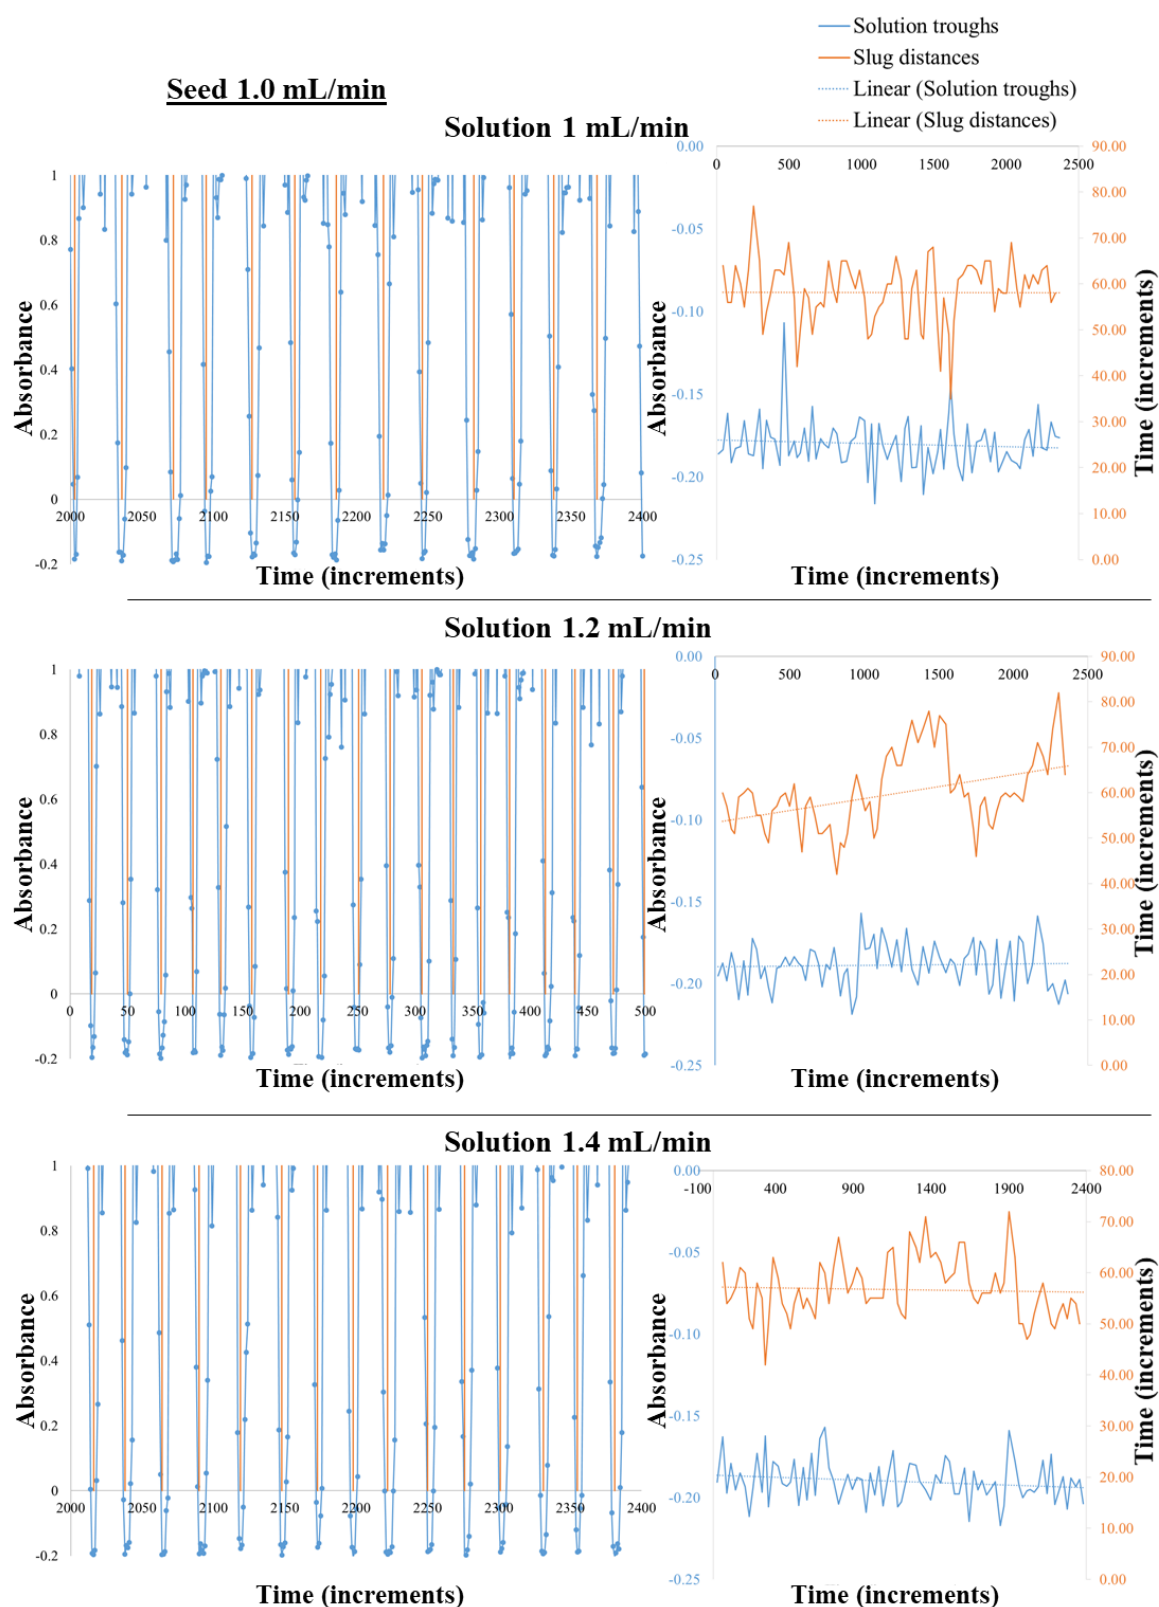 Solution troughs
Slug distances
Linear (Solution troughs)
Linear (Slug distances)
Seed 1.0 mL/min
Solution 1 mL/min
1
0.8
0.6
0.4
0.2
0
-0.2
2000 2050 2100 2150 2200 2250 2300 2350 2400
Absorbance
Time (increments)
0.00
-0.05
-0.10
-0.15
-0.20
-0.25
0 500 1000 1500 2000 2500
90.00
80.00
70.00
60.00
50.00
40.00
30.00
20.00
10.00
0.00
Absorbance
Time (increments)
Time (increments)
Solution 1.2 mL/min
1
0.8
0.6
0.4
0.2
0
-0.2
0 50 100 150 200 250 300 350 400 450 500
Absorbance
Time (increments)
0.00
-0.05
-0.10
-0.15
-0.20
-0.25
0 500 1000 1500 2000 2500
90.00
80.00
70.00
60.00
50.00
40.00
30.00
20.00
10.00
0.00
Absorbance
Time (increments)
Time (increments)
Solution 1.4 mL/min
1
0.8
0.6
0.4
0.2
0
-0.2
2000 2050 2100 2150 2200 2250 2300 2350 2400
Absorbance
Time (increments)
0.00
-0.05
-0.10
-0.15
-0.20
-0.25
-100 400 900 1400 1900 2400
80.00
70.00
60.00
50.00
40.00
30.00
20.00
10.00
0.00
Absorbance
Time (increments)
Time (increments)